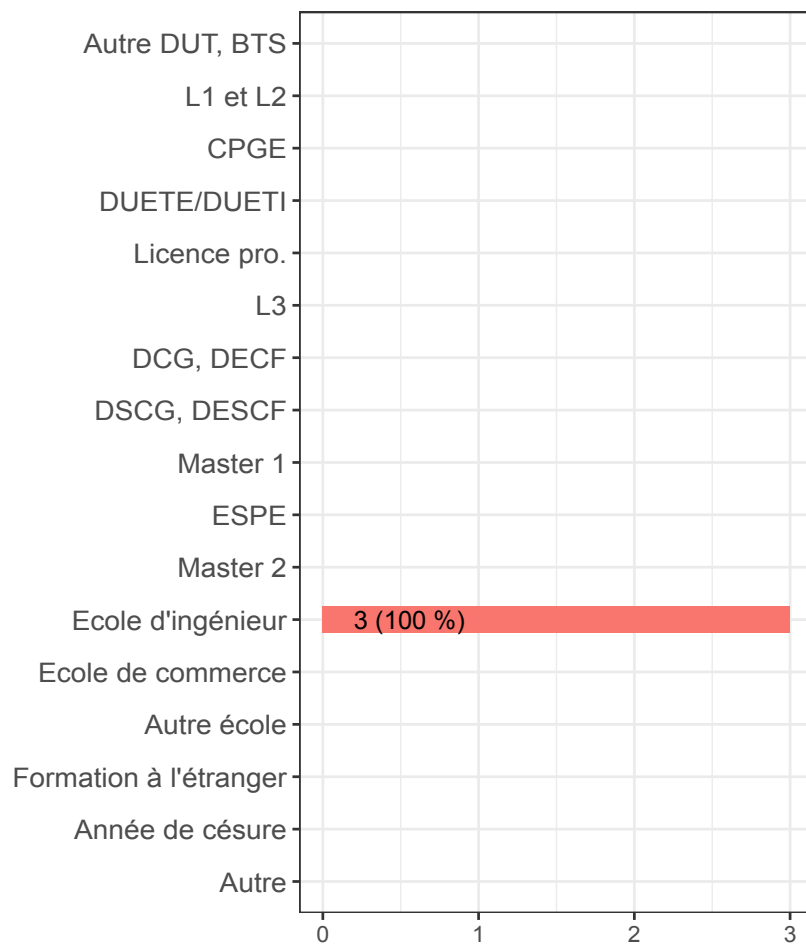 Autre DUT, BTS
L1 et L2
CPGE
DUETE/DUETI
Licence pro.
L3
DCG, DECF
DSCG, DESCF
Master 1
ESPE
Master 2
Ecole d'ingénieur
3 (100 %)
Ecole de commerce
Autre école
Formation à l'étranger
Année de césure
Autre
0 1 2 3